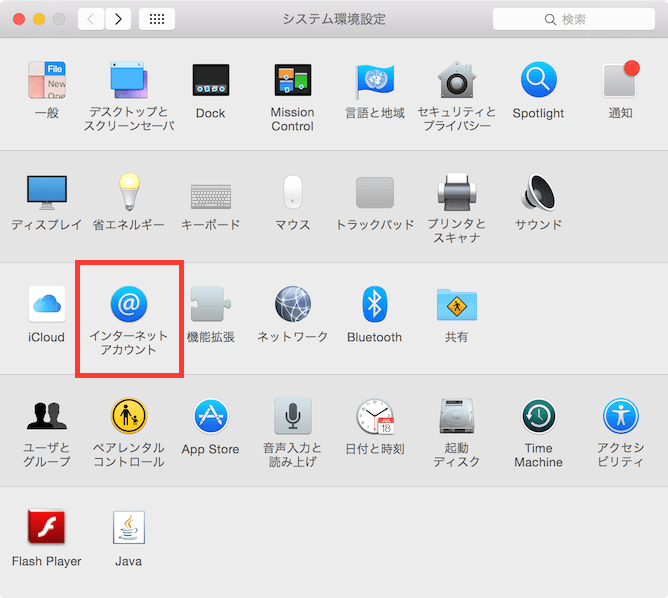 システム環境設定
検索
File
New
Ope
一般
デスクトップと
スクリーンセーバ
Dock
Mission
Control
言語と地域
セキュリティと
プライバシー
Spotlight
通知
ディスプレイ
省エネルギー
キーボード
マウス
トラックパッド
プリンタと
スキャナ
サウンド
iCloud
@
インターネット
アカウント
機能拡張
ネットワーク
Bluetooth
共有
ユーザと
グループ
ペアレンタル
コントロール
App Store
音声入力と
読み上げ
JUL
18
日付と時刻
起動
ディスク
Time
Machine
アクセシ
ビリティ
Flash Player
Java